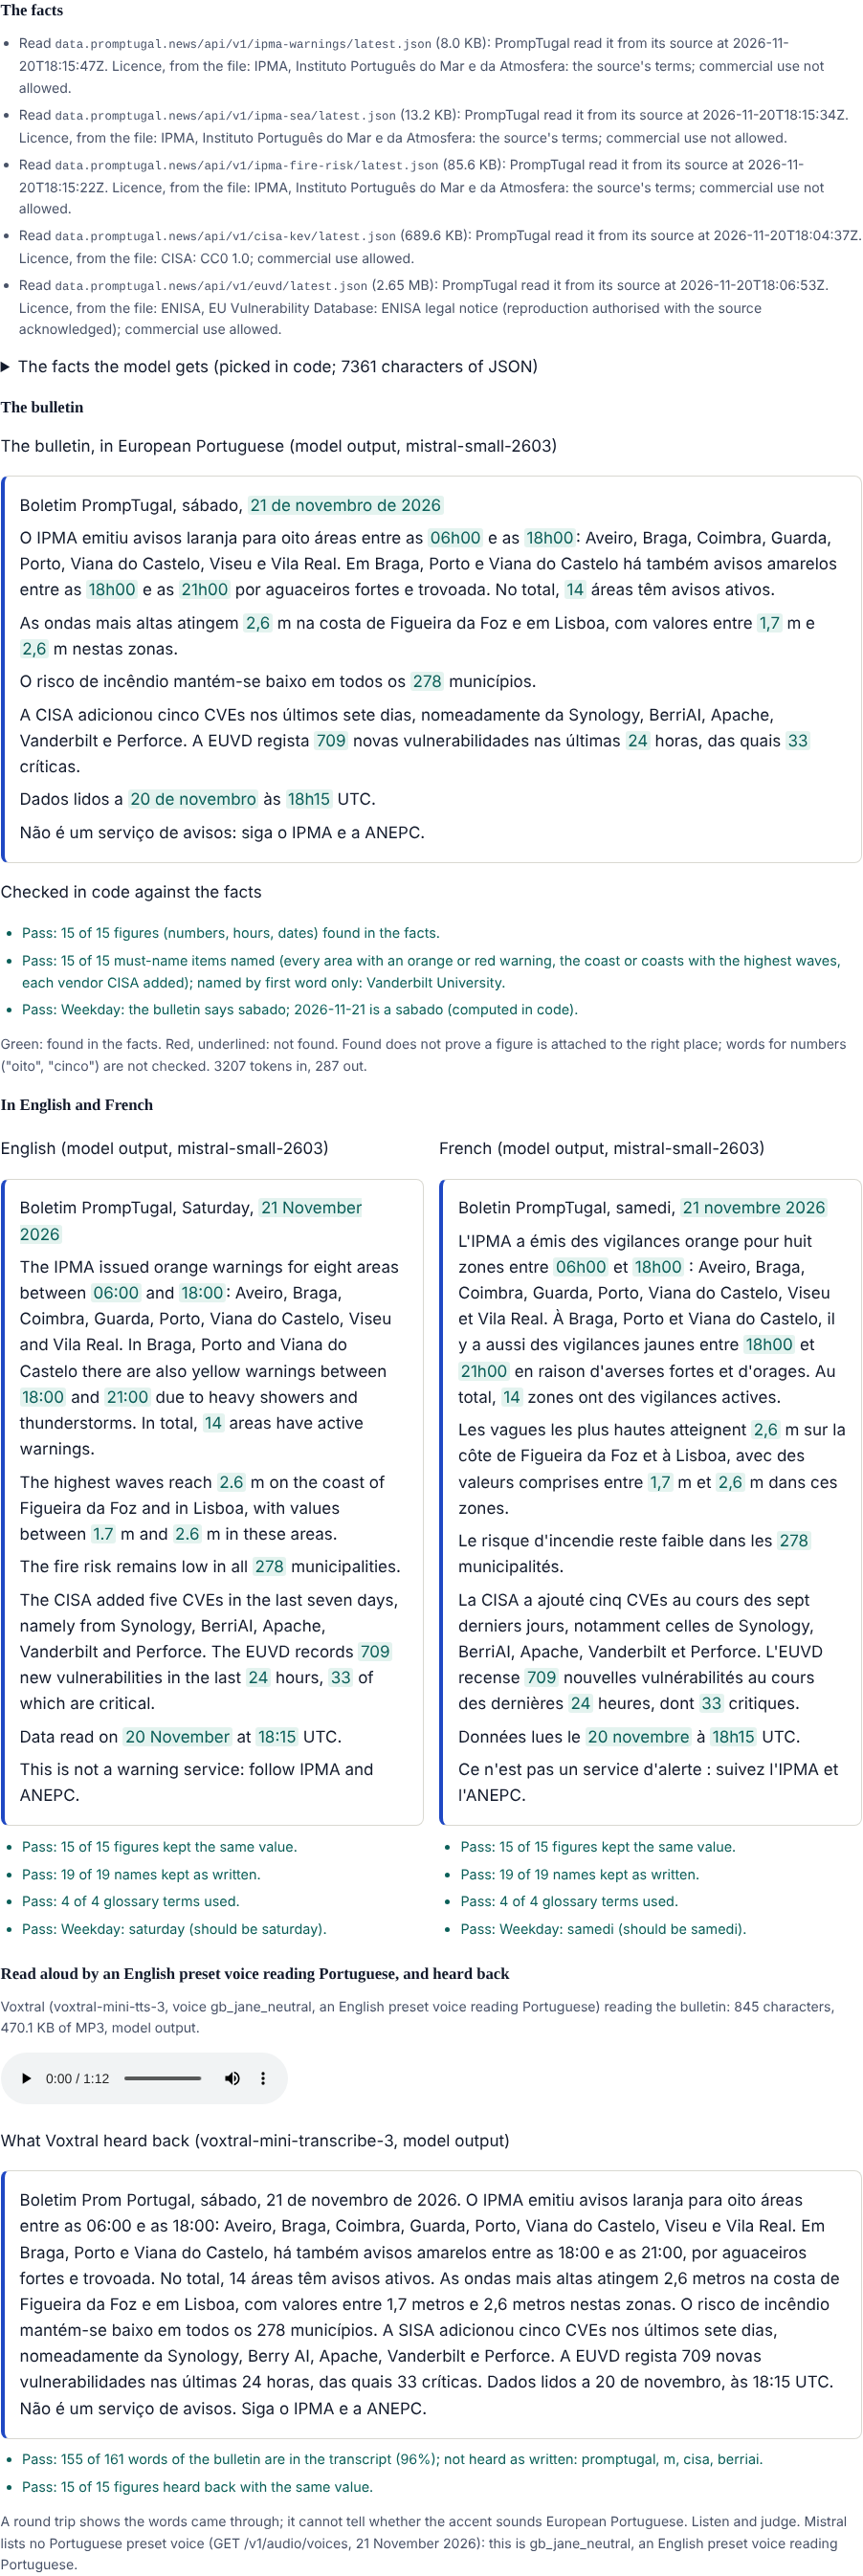 The facts
• Read data.promptugal.news/api/v1/ipma-warnings/latest.json (8.0 KB): PrompTugal read it from its source at 2026-11-
20T18:15:47Z. Licence, from the file: IPMA, Instituto Português do Mar e da Atmosfera: the source's terms; commercial use not
allowed.
• Read data.promptugal.news/api/v1/ipma-sea/latest.json (13.2 KB): PrompTugal read it from its source at 2026-11-20T18:15:34Z.
Licence, from the file: IPMA, Instituto Português do Mar e da Atmosfera: the source's terms; commercial use not allowed.
• Read data.promptugal.news/api/v1/ipma-fire-risk/latest.json (85.6 KB): PrompTugal read it from its source at 2026-11-
20T18:15:22Z. Licence, from the file: IPMA, Instituto Português do Mar e da Atmosfera: the source's terms; commercial use not
allowed.
• Read data.promptugal.news/api/v1/cisa-kev/latest.json (689.6 KB): PrompTugal read it from its source at 2026-11-20T18:04:37Z.
Licence, from the file: CISA: CC0 1.0; commercial use allowed.
• Read data.promptugal.news/api/v1/euvd/latest.json (2.65 MB): PrompTugal read it from its source at 2026-11-20T18:06:53Z.
Licence, from the file: ENISA, EU Vulnerability Database: ENISA legal notice (reproduction authorised with the source
acknowledged); commercial use allowed.
▶ The facts the model gets (picked in code; 7361 characters of JSON)
The bulletin
The bulletin, in European Portuguese (model output, mistral-small-2603)
Boletim PrompTugal, sábado, 21 de novembro de 2026
O IPMA emitiu avisos laranja para oito áreas entre as 06h00 e as 18h00: Aveiro, Braga, Coimbra, Guarda,
Porto, Viana do Castelo, Viseu e Vila Real. Em Braga, Porto e Viana do Castelo há também avisos amarelos
entre as 18h00 e as 21h00 por aguaceiros fortes e trovoada. No total, 14 áreas têm avisos ativos.
As ondas mais altas atingem 2,6 m na costa de Figueira da Foz e em Lisboa, com valores entre 1,7 m e
2,6 m nestas zonas.
O risco de incêndio mantém-se baixo em todos os 278 municípios.
A CISA adicionou cinco CVEs nos últimos sete dias, nomeadamente da Synology, BerriAI, Apache,
Vanderbilt e Perforce. A EUVD regista 709 novas vulnerabilidades nas últimas 24 horas, das quais 33
críticas.
Dados lidos a 20 de novembro às 18h15 UTC.
Não é um serviço de avisos: siga o IPMA e a ANEPC.
Checked in code against the facts
• Pass: 15 of 15 figures (numbers, hours, dates) found in the facts.
• Pass: 15 of 15 must-name items named (every area with an orange or red warning, the coast or coasts with the highest waves,
each vendor CISA added); named by first word only: Vanderbilt University.
• Pass: Weekday: the bulletin says sabado; 2026-11-21 is a sabado (computed in code).
Green: found in the facts. Red, underlined: not found. Found does not prove a figure is attached to the right place; words for numbers
("oito", "cinco") are not checked. 3207 tokens in, 287 out.
In English and French
English (model output, mistral-small-2603)
Boletim PrompTugal, Saturday, 21 November
2026
The IPMA issued orange warnings for eight areas
between 06:00 and 18:00: Aveiro, Braga,
Coimbra, Guarda, Porto, Viana do Castelo, Viseu
and Vila Real. In Braga, Porto and Viana do
Castelo there are also yellow warnings between
18:00 and 21:00 due to heavy showers and
thunderstorms. In total, 14 areas have active
warnings.
The highest waves reach 2.6 m on the coast of
Figueira da Foz and in Lisboa, with values
between 1.7 m and 2.6 m in these areas.
The fire risk remains low in all 278 municipalities.
The CISA added five CVEs in the last seven days,
namely from Synology, BerriAI, Apache,
Vanderbilt and Perforce. The EUVD records 709
new vulnerabilities in the last 24 hours, 33 of
which are critical.
Data read on 20 November at 18:15 UTC.
This is not a warning service: follow IPMA and
ANEPC.
• Pass: 15 of 15 figures kept the same value.
• Pass: 19 of 19 names kept as written.
• Pass: 4 of 4 glossary terms used.
• Pass: Weekday: saturday (should be saturday).
French (model output, mistral-small-2603)
Boletin PrompTugal, samedi, 21 novembre 2026
L'IPMA a émis des vigilances orange pour huit
zones entre 06h00 et 18h00 : Aveiro, Braga,
Coimbra, Guarda, Porto, Viana do Castelo, Viseu
et Vila Real. À Braga, Porto et Viana do Castelo, il
y a aussi des vigilances jaunes entre 18h00 et
21h00 en raison d'averses fortes et d'orages. Au
total, 14 zones ont des vigilances actives.
Les vagues les plus hautes atteignent 2,6 m sur la
côte de Figueira da Foz et à Lisboa, avec des
valeurs comprises entre 1,7 m et 2,6 m dans ces
zones.
Le risque d'incendie reste faible dans les 278
municipalités.
La CISA a ajouté cinq CVEs au cours des sept
derniers jours, notamment celles de Synology,
BerriAI, Apache, Vanderbilt et Perforce. L'EUVD
recense 709 nouvelles vulnérabilités au cours
des dernières 24 heures, dont 33 critiques.
Données lues le 20 novembre à 18h15 UTC.
Ce n'est pas un service d'alerte : suivez l'IPMA et
l'ANEPC.
• Pass: 15 of 15 figures kept the same value.
• Pass: 19 of 19 names kept as written.
• Pass: 4 of 4 glossary terms used.
• Pass: Weekday: samedi (should be samedi).
Read aloud by an English preset voice reading Portuguese, and heard back
Voxtral (voxtral-mini-tts-3, voice gb_jane_neutral, an English preset voice reading Portuguese) reading the bulletin: 845 characters,
470.1 KB of MP3, model output.
0:00 / 1:12
What Voxtral heard back (voxtral-mini-transcribe-3, model output)
Boletim Prom Portugal, sábado, 21 de novembro de 2026. O IPMA emitiu avisos laranja para oito áreas
entre as 06:00 e as 18:00: Aveiro, Braga, Coimbra, Guarda, Porto, Viana do Castelo, Viseu e Vila Real. Em
Braga, Porto e Viana do Castelo, há também avisos amarelos entre as 18:00 e as 21:00, por aguaceiros
fortes e trovoada. No total, 14 áreas têm avisos ativos. As ondas mais altas atingem 2,6 metros na costa de
Figueira da Foz e em Lisboa, com valores entre 1,7 metros e 2,6 metros nestas zonas. O risco de incêndio
mantém-se baixo em todos os 278 municípios. A SISA adicionou cinco CVEs nos últimos sete dias,
nomeadamente da Synology, Berry AI, Apache, Vanderbilt e Perforce. A EUVD regista 709 novas
vulnerabilidades nas últimas 24 horas, das quais 33 críticas. Dados lidos a 20 de novembro, às 18:15 UTC.
Não é um serviço de avisos. Siga o IPMA e a ANEPC.
• Pass: 155 of 161 words of the bulletin are in the transcript (96%); not heard as written: promptugal, m, cisa, berriai.
• Pass: 15 of 15 figures heard back with the same value.
A round trip shows the words came through; it cannot tell whether the accent sounds European Portuguese. Listen and judge. Mistral
lists no Portuguese preset voice (GET /v1/audio/voices, 21 November 2026): this is gb_jane_neutral, an English preset voice reading
Portuguese.